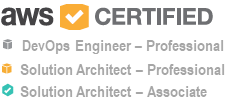 aws CERTIFIED
DevOps Engineer – Professional
Solution Architect – Professional
Solution Architect – Associate